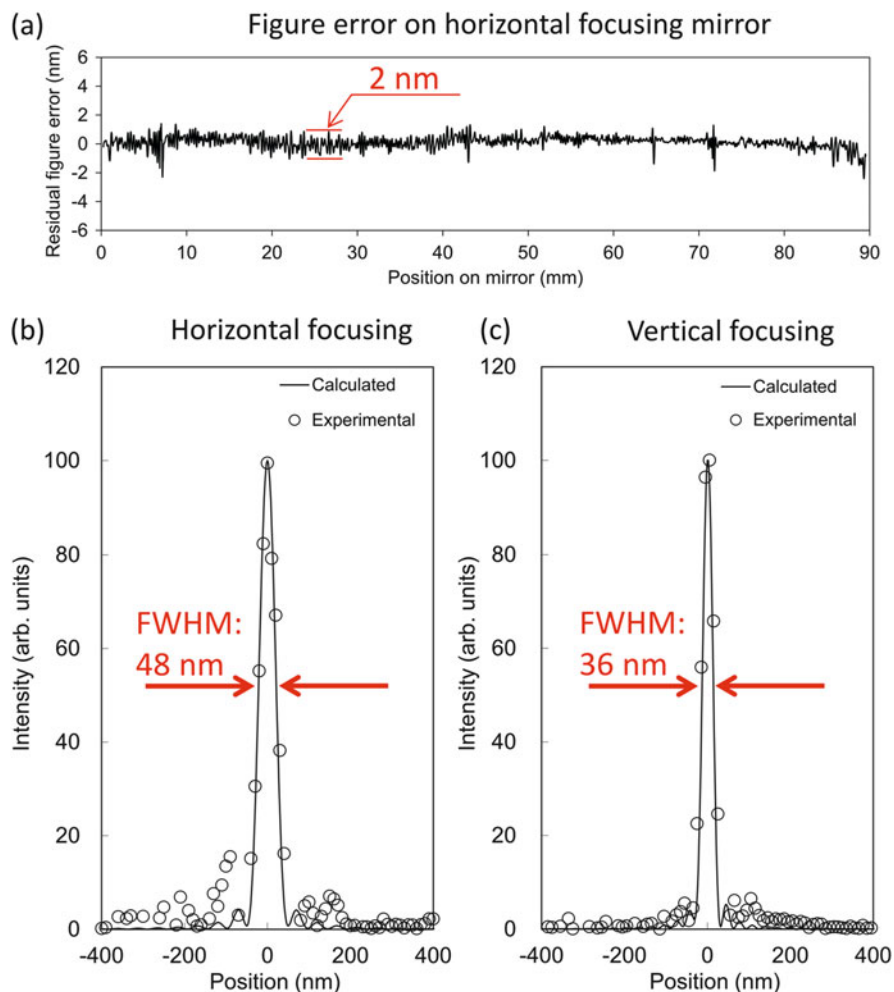 (a) Figure error on horizontal focusing mirror
Residual figure error (nm)
6
4
2
0
-2
-4
-6
2 nm
0 10 20 30 40 50 60 70 80 90
Position on mirror (mm)
(b) Horizontal focusing
Intensity (arb. units)
120
100
80
60
40
20
0
Calculated
Experimental
FWHM:
48 nm
-400 -200 0 200 400
Position (nm)
(c) Vertical focusing
Intensity (arb. units)
120
100
80
60
40
20
0
Calculated
Experimental
FWHM:
36 nm
-400 -200 0 200 400
Position (nm)